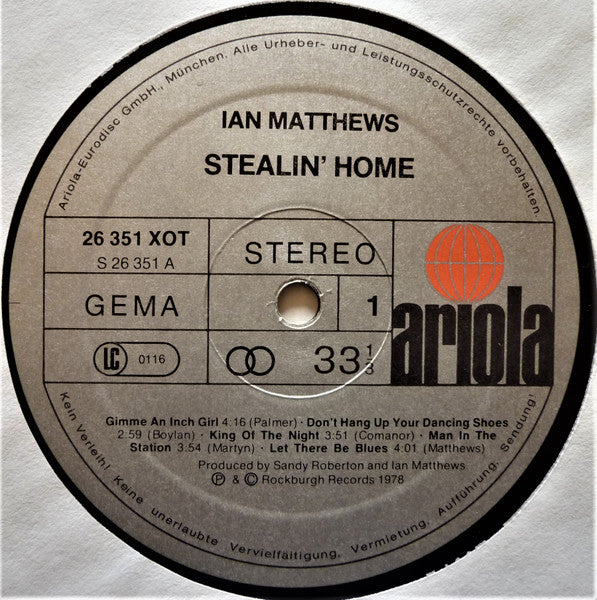 Ariola-Eurodisc GmbH., München. Alle Urheber- und Leistungsschutzrechte vorbehalten.
IAN MATTHEWS
STEALIN' HOME
26 351 XOT
S 26 351 A
STEREO
GEMA
1
ariola
LC 0116
33 1/3
Gimme An Inch Girl 4:16 (Palmer) · Don't Hang Up Your Dancing Shoes
2:59 (Boylan) · King Of The Night 3:51 (Comanor) · Man In The
Station 3:54 (Martyn) · Let There Be Blues 4:01 (Matthews)
Produced by Sandy Roberton and Ian Matthews
Ⓟ & © Rockburgh Records 1978
Kein Verleih! Keine unerlaubte Vervielfältigung, Vermietung, Aufführung, Sendung!